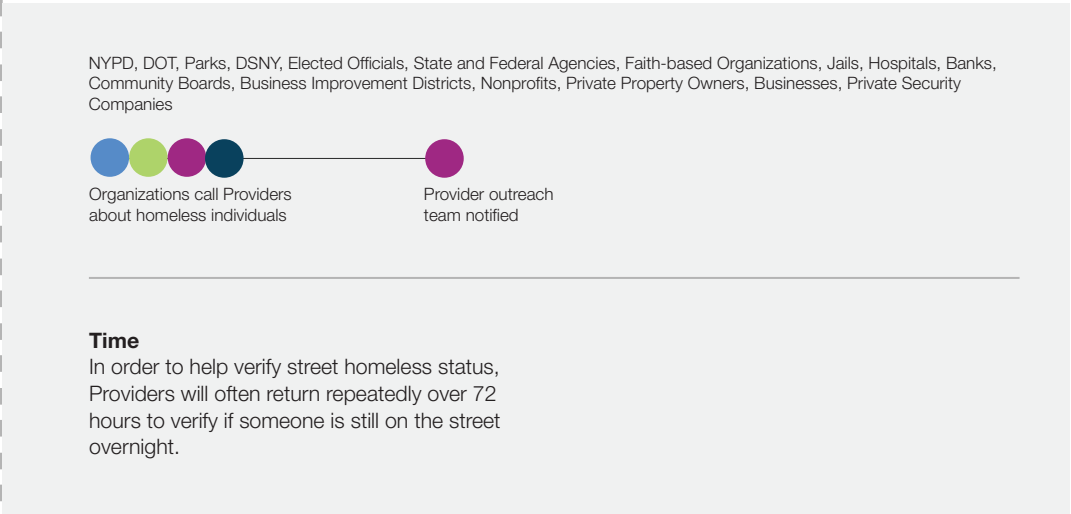 NYPD, DOT, Parks, DSNY, Elected Officials, State and Federal Agencies, Faith-based Organizations, Jails, Hospitals, Banks,
Community Boards, Business Improvement Districts, Nonprofits, Private Property Owners, Businesses, Private Security
Companies
Organizations call Providers
about homeless individuals
Provider outreach
team notified
Time
In order to help verify street homeless status,
Providers will often return repeatedly over 72
hours to verify if someone is still on the street
overnight.